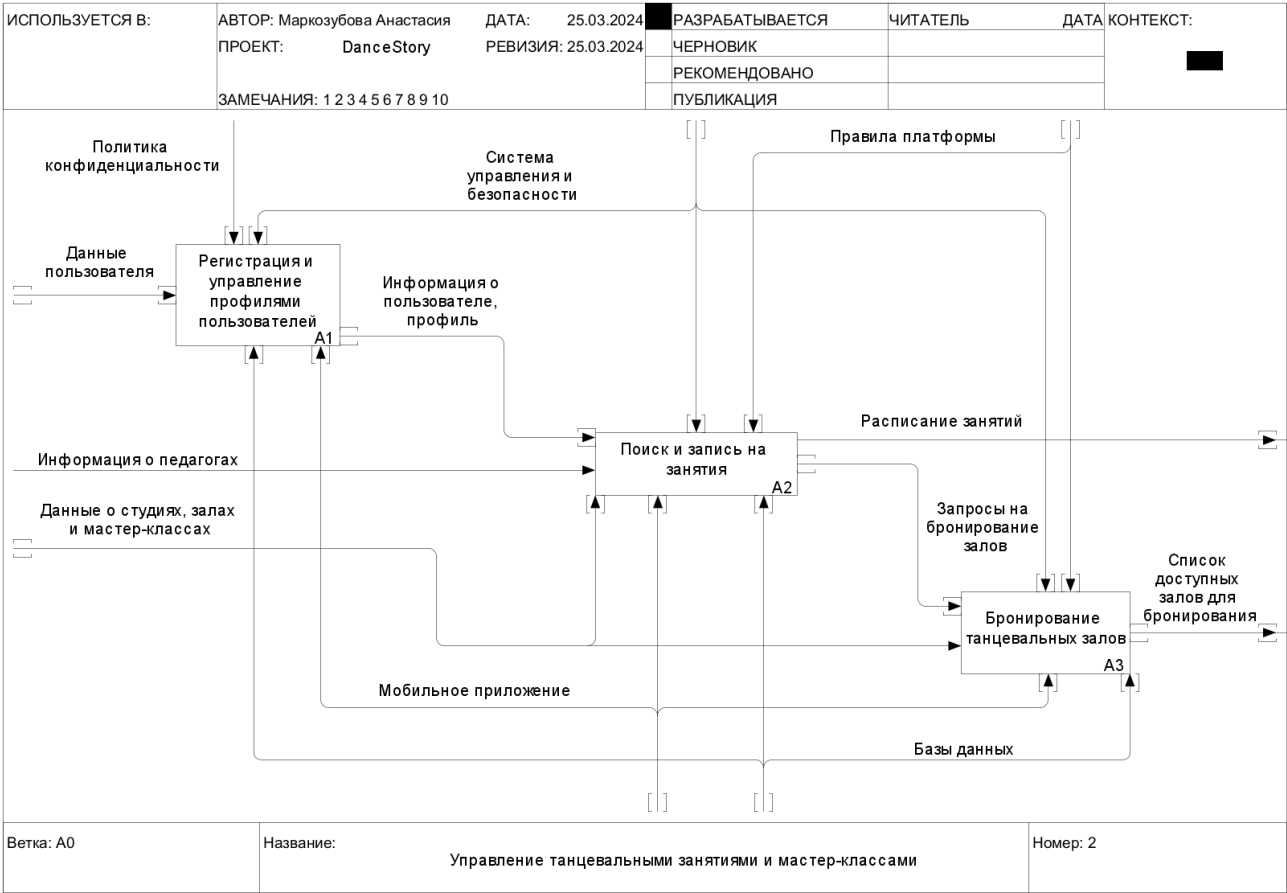 ИСПОЛЬЗУЕТСЯ В:
АВТОР: Маркозубова Анастасия
ДАТА: 25.03.2024
РАЗРАБАТЫВАЕТСЯ
ЧИТАТЕЛЬ
ДАТА
КОНТЕКСТ:
ПРОЕКТ: DanceStory
РЕВИЗИЯ: 25.03.2024
ЧЕРНОВИК
РЕКОМЕНДОВАНО
ЗАМЕЧАНИЯ: 1 2 3 4 5 6 7 8 9 10
ПУБЛИКАЦИЯ
Политика
конфиденциальности
Система
управления и
безопасности
Правила платформы
Данные
пользователя
Регистрация и
управление
профилями
пользователей
A1
Информация о
пользователе,
профиль
Расписание занятий
Поиск и запись на
занятия
A2
Информация о педагогах
Данные о студиях, залах
и мастер-классах
Запросы на
бронирование
залов
Список
доступных
залов для
бронирования
Бронирование
танцевальных залов
A3
Мобильное приложение
Базы данных
Ветка: A0
Название:
Управление танцевальными занятиями и мастер-классами
Номер: 2